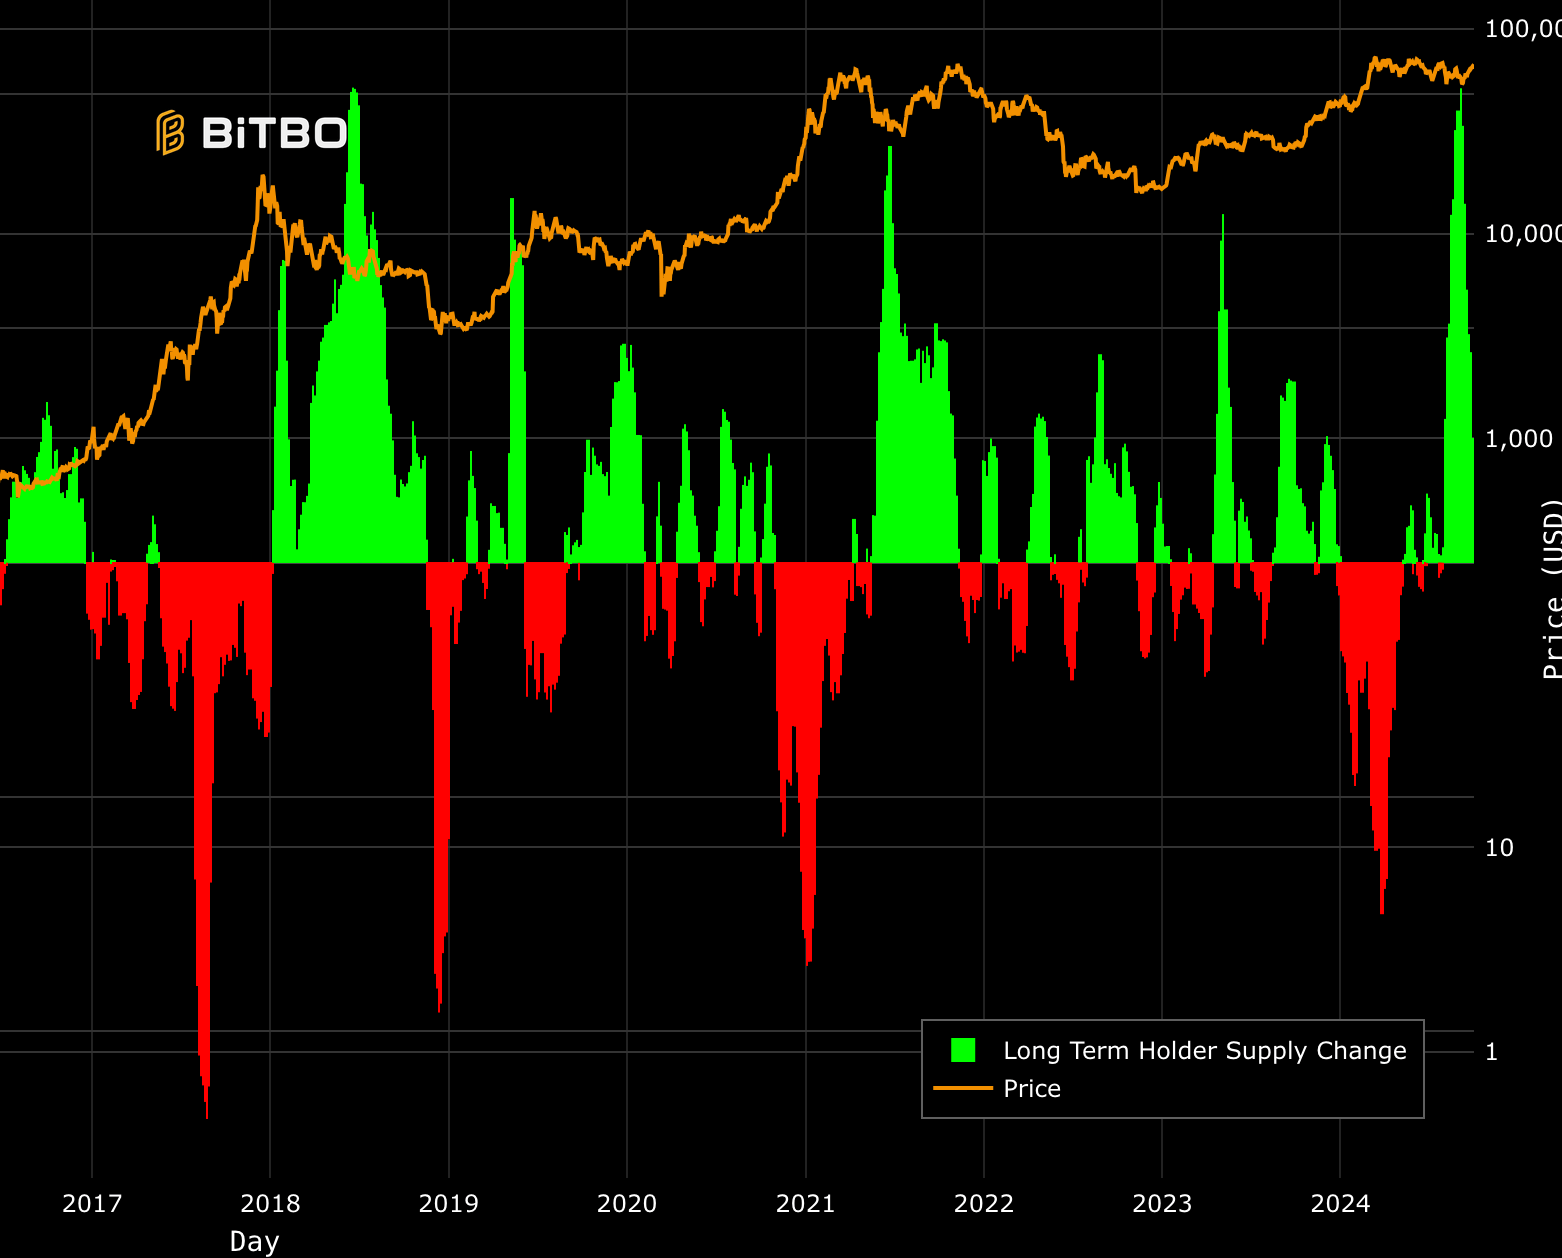 100,00
BiTBO
10,000
1,000
Price (USD)
10
Long Term Holder Supply Change
1
Price
2017 2018 2019 2020 2021 2022 2023 2024
Day